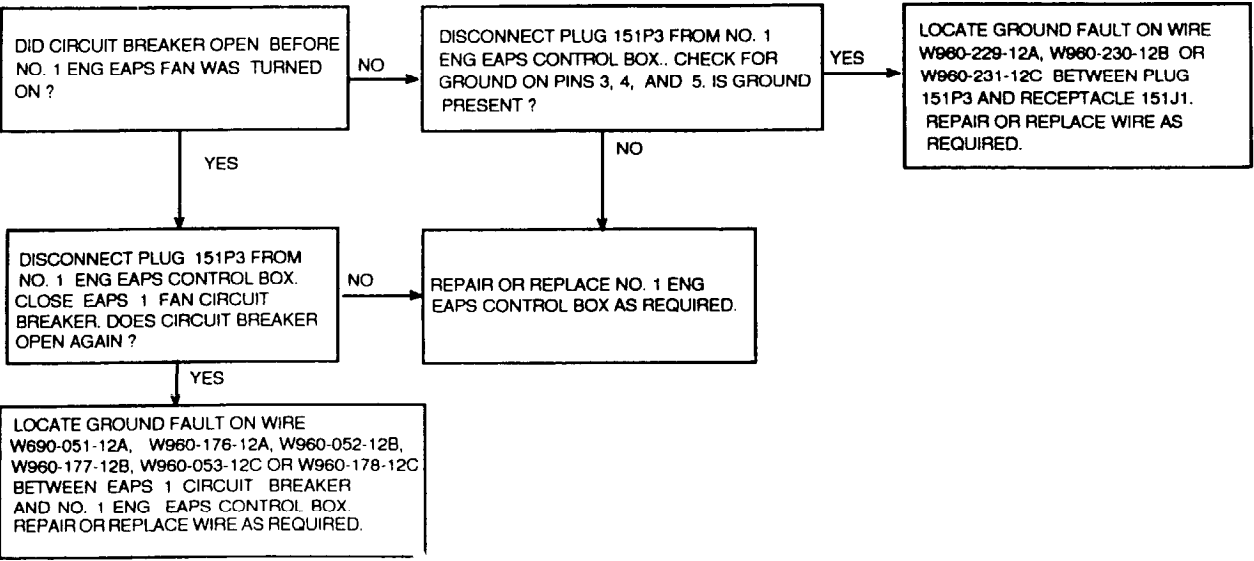 DID CIRCUIT BREAKER OPEN BEFORE
NO. 1 ENG EAPS FAN WAS TURNED
ON ?
NO
DISCONNECT PLUG 151P3 FROM NO. 1
ENG EAPS CONTROL BOX.. CHECK FOR
GROUND ON PINS 3, 4, AND 5. IS GROUND
PRESENT ?
YES
LOCATE GROUND FAULT ON WIRE
W960-229-12A, W960-230-12B OR
W960-231-12C BETWEEN PLUG
151P3 AND RECEPTACLE 151J1.
REPAIR OR REPLACE WIRE AS
REQUIRED.
YES
NO
DISCONNECT PLUG 151P3 FROM
NO. 1 ENG EAPS CONTROL BOX.
CLOSE EAPS 1 FAN CIRCUIT
BREAKER. DOES CIRCUIT BREAKER
OPEN AGAIN ?
NO
REPAIR OR REPLACE NO. 1 ENG
EAPS CONTROL BOX AS REQUIRED.
YES
LOCATE GROUND FAULT ON WIRE
W690-051-12A, W960-176-12A, W960-052-12B,
W960-177-12B, W960-053-12C OR W960-178-12C
BETWEEN EAPS 1 CIRCUIT BREAKER
AND NO. 1 ENG EAPS CONTROL BOX.
REPAIR OR REPLACE WIRE AS REQUIRED.